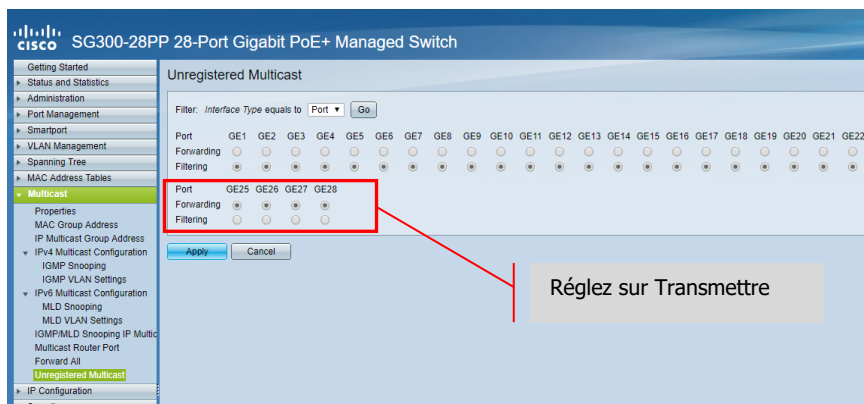 cisco SG300-28PP 28-Port Gigabit PoE+ Managed Switch
Getting Started
Status and Statistics
Administration
Port Management
Smartport
VLAN Management
Spanning Tree
MAC Address Tables
Multicast
Properties
MAC Group Address
IP Multicast Group Address
IPv4 Multicast Configuration
IGMP Snooping
IGMP VLAN Settings
IPv6 Multicast Configuration
MLD Snooping
MLD VLAN Settings
IGMP/MLD Snooping IP Multic
Multicast Router Port
Forward All
Unregistered Multicast
IP Configuration
Unregistered Multicast
Filter: Interface Type equals to Port Go
Port GE1 GE2 GE3 GE4 GE5 GE6 GE7 GE8 GE9 GE10 GE11 GE12 GE13 GE14 GE15 GE16 GE17 GE18 GE19 GE20 GE21 GE22
Forwarding
Filtering
Port GE25 GE26 GE27 GE28
Forwarding
Filtering
Apply Cancel
Réglez sur Transmettre